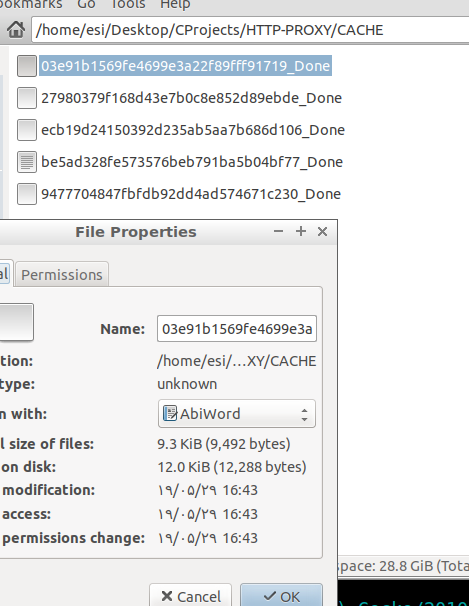 ookmarks Go Tools Help
/home/esi/Desktop/CProjects/HTTP-PROXY/CACHE
03e91b1569fe4699e3a22f89fff91719_Done
27980379f168d43e7b0c8e852d89ebde_Done
ecb19d24150392d235ab5aa7b686d106_Done
be5ad328fe573576beb791ba5b04bf77_Done
9477704847fbfdb92dd4ad574671c230_Done
File Properties
al Permissions
Name: 03e91b1569fe4699e3a
tion: /home/esi/...XY/CACHE
type: unknown
n with: AbiWord
l size of files: 9.3 KiB (9,492 bytes)
on disk: 12.0 KiB (12,288 bytes)
modification: ۱۹/۰۵/۲۹ 16:43
access: ۱۹/۰۵/۲۹ 16:43
permissions change: ۱۹/۰۵/۲۹ 16:43
space: 28.8 GiB (Tota
Cancel OK